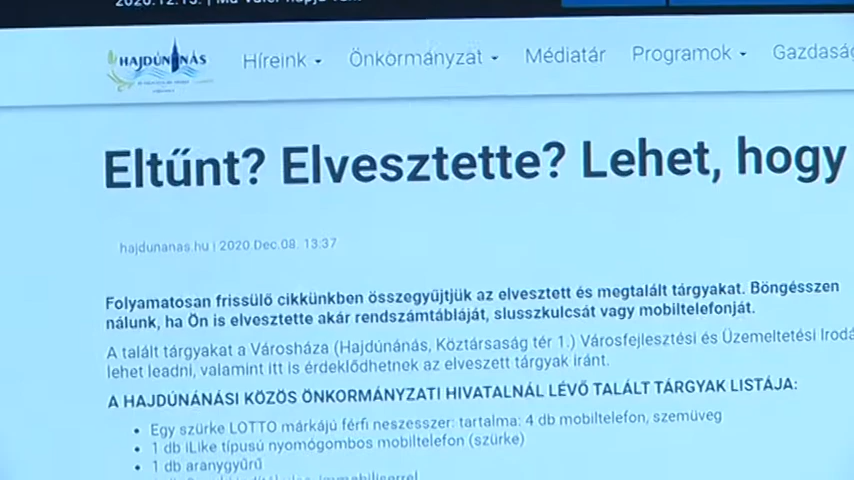 HAJDÚNÁNÁS
Híreink
Önkormányzat
Médiatár
Programok
Gazdaság
Eltűnt? Elvesztette? Lehet, hogy
hajdunanas.hu | 2020.Dec.08. 13:37
Folyamatosan frissülő cikkünkben összegyűjtjük az elvesztett és megtalált tárgyakat. Böngésszen
nálunk, ha Ön is elvesztette akár rendszámtábláját, slusszkulcsát vagy mobiltelefonját.
A talált tárgyakat a Városháza (Hajdúnánás, Köztársaság tér 1.) Városfejlesztési és Üzemeltetési Irodá
lehet leadni, valamint itt is érdeklődhetnek az elveszett tárgyak iránt.
A HAJDÚNÁNÁSI KÖZÖS ÖNKORMÁNYZATI HIVATALNÁL LÉVŐ TALÁLT TÁRGYAK LISTÁJA:
• Egy szürke LOTTO márkájú férfi neszesszer: tartalma: 4 db mobiltelefon, szemüveg
• 1 db iLike típusú nyomógombos mobiltelefon (szürke)
• 1 db aranygyűrű